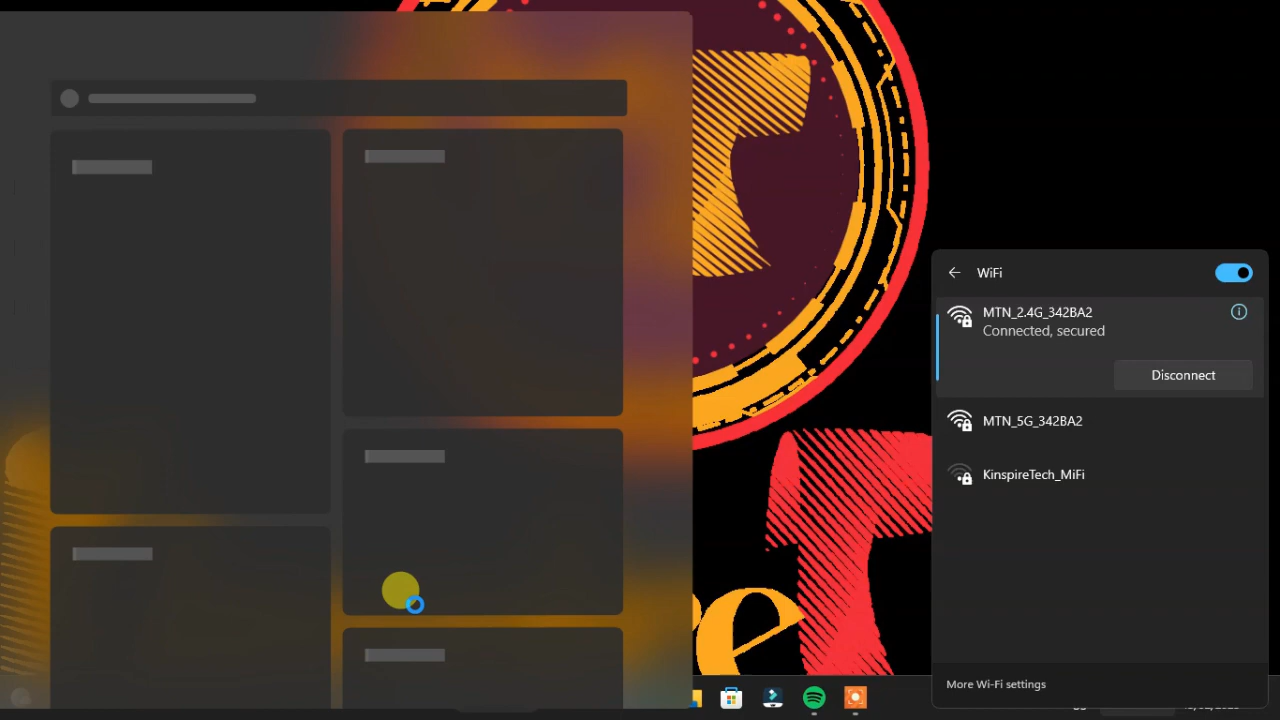 WiFi
MTN_2.4G_342BA2
Connected, secured
Disconnect
MTN_5G_342BA2
KinspireTech_MiFi
More Wi-Fi settings